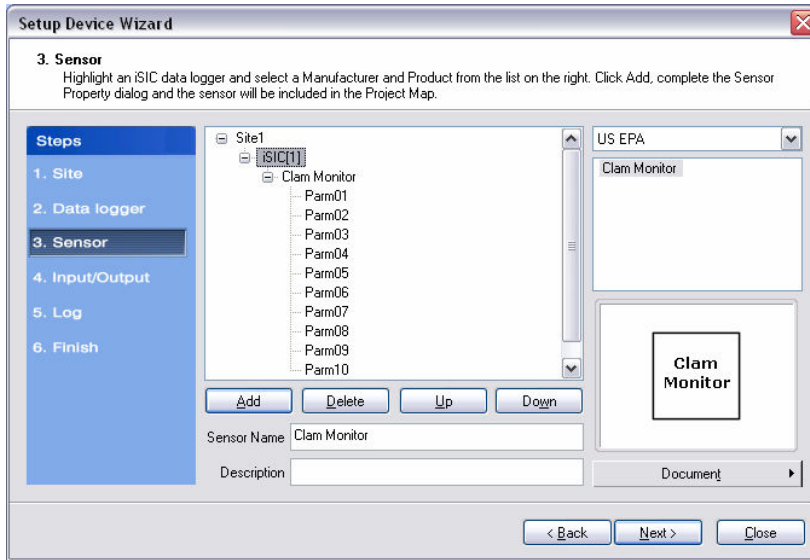 Setup Device Wizard
3. Sensor
Highlight an iSIC data logger and select a Manufacturer and Product from the list on the right. Click Add, complete the Sensor
Property dialog and the sensor will be included in the Project Map.
Steps
1. Site
2. Data logger
3. Sensor
4. Input/Output
5. Log
6. Finish
Site1
iSIC[1]
Clam Monitor
Parm01
Parm02
Parm03
Parm04
Parm05
Parm06
Parm07
Parm08
Parm09
Parm10
Add
Delete
Up
Down
Sensor Name
Clam Monitor
Description
US EPA
Clam Monitor
Clam
Monitor
Document
< Back
Next >
Close